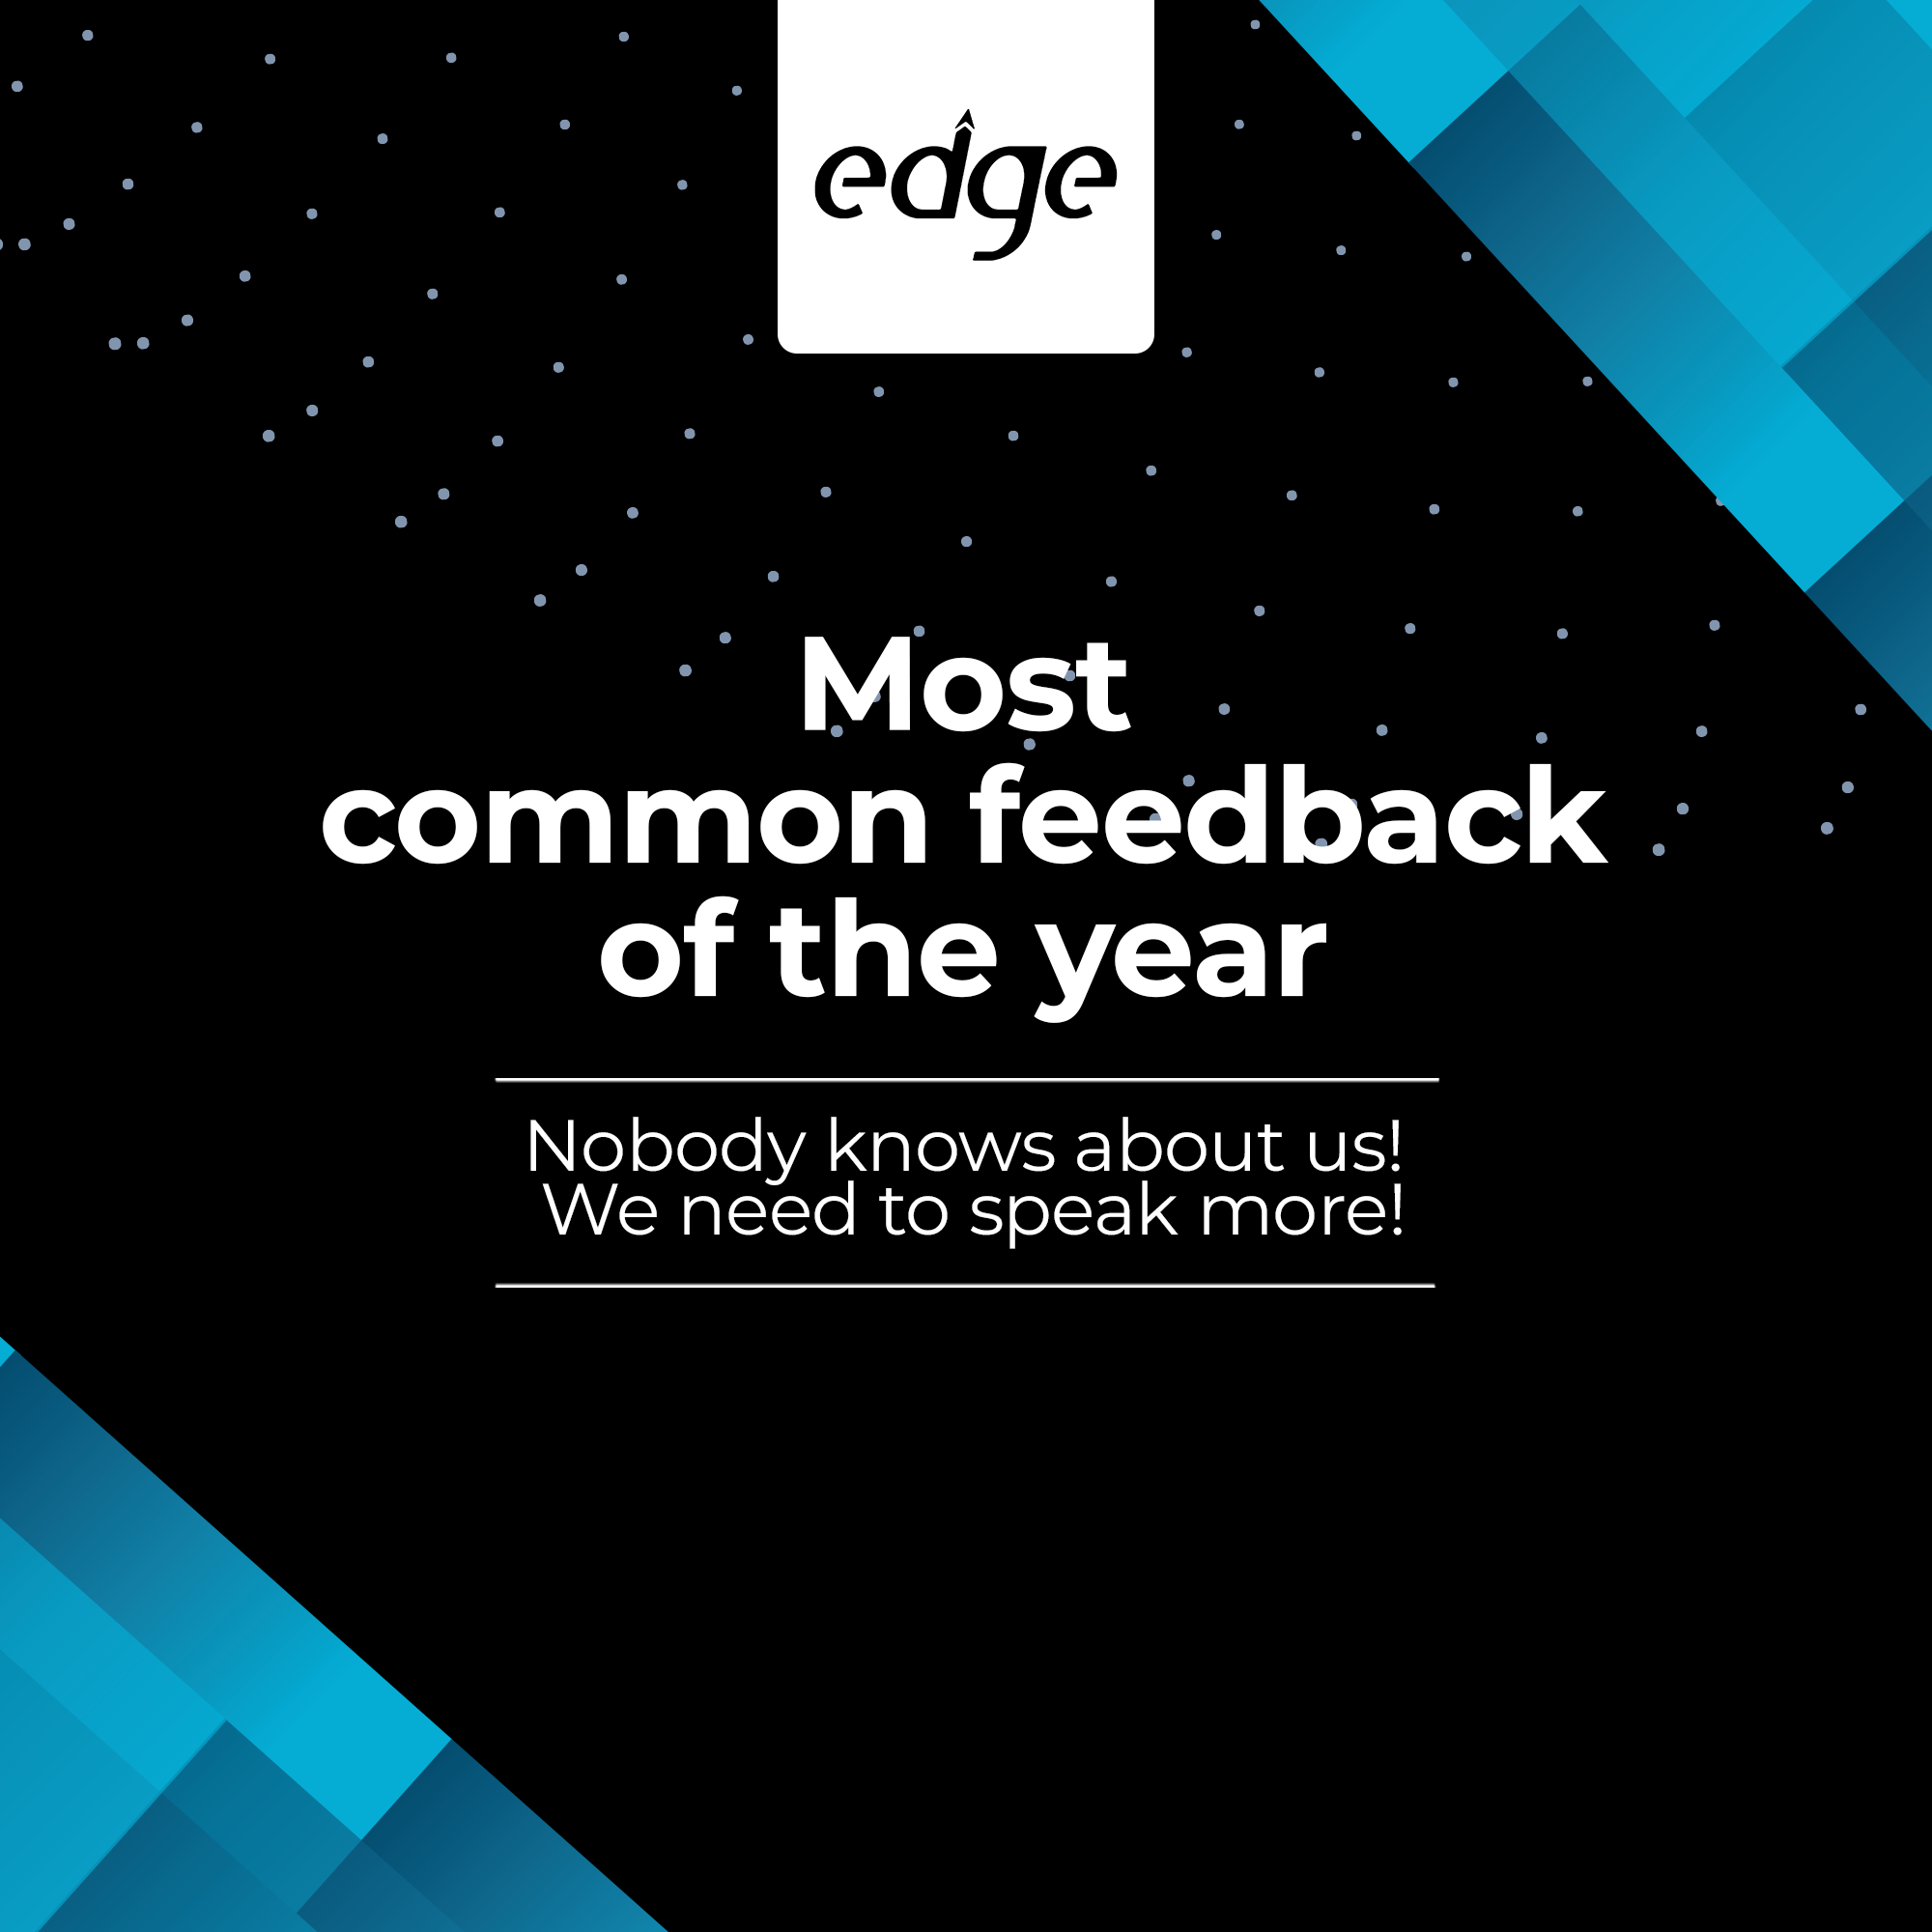 edge
Most
common feedback
of the year
Nobody knows about us!
We need to speak more!